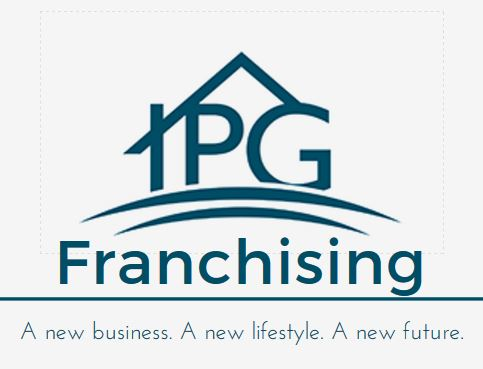 IPG
Franchising
A new business. A new lifestyle. A new future.